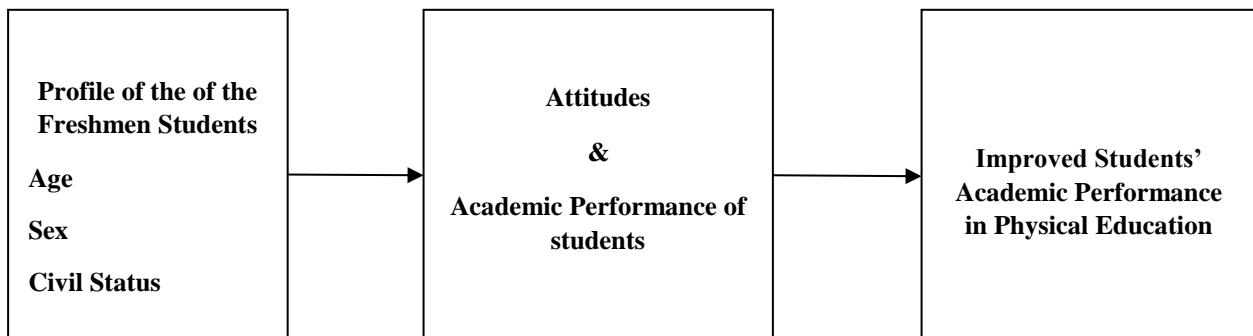 Profile of the of the
Freshmen Students
Age
Sex
Civil Status
Attitudes
&
Academic Performance of
students
Improved Students’
Academic Performance
in Physical Education